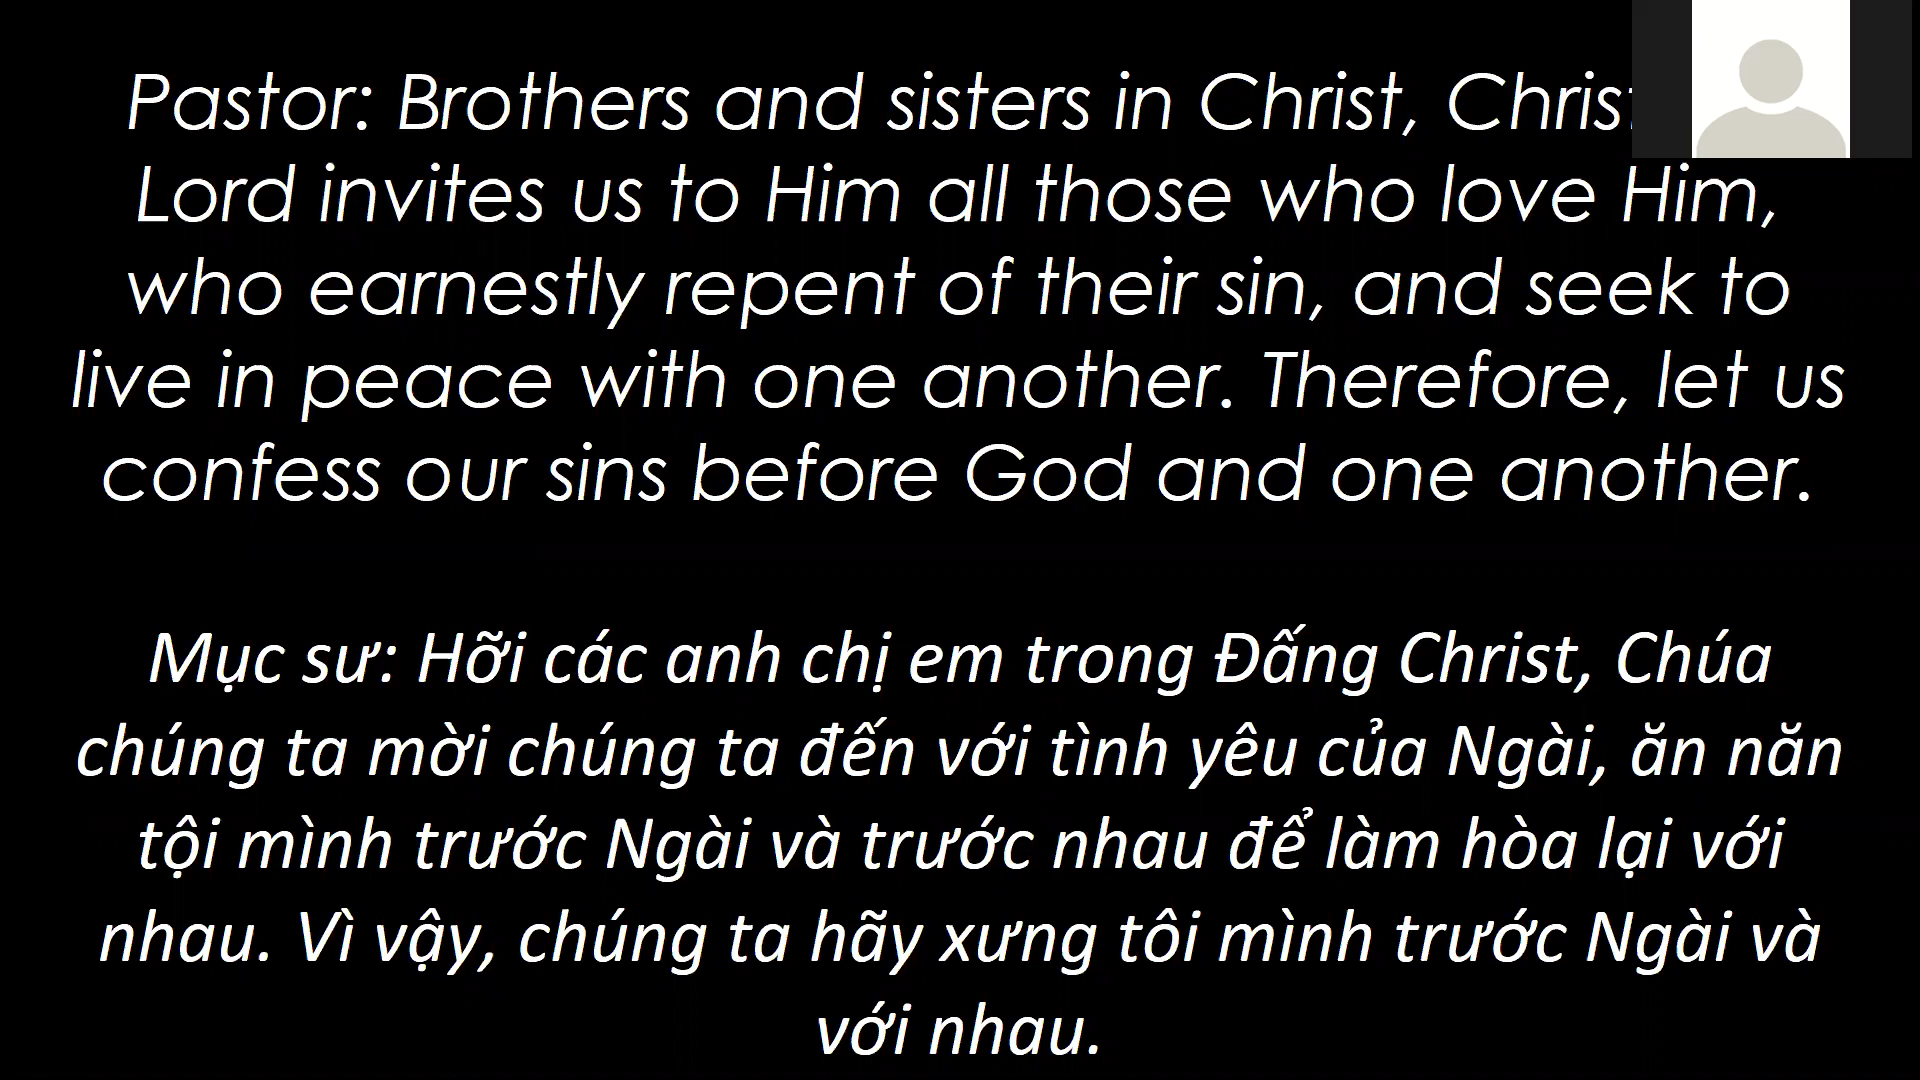 Pastor: Brothers and sisters in Christ, Christ
Lord invites us to Him all those who love Him,
who earnestly repent of their sin, and seek to
live in peace with one another. Therefore, let us
confess our sins before God and one another.
Mục sư: Hỡi các anh chị em trong Đấng Christ, Chúa
chúng ta mời chúng ta đến với tình yêu của Ngài, ăn năn
tội mình trước Ngài và trước nhau để làm hòa lại với
nhau. Vì vậy, chúng ta hãy xưng tôi mình trước Ngài và
với nhau.